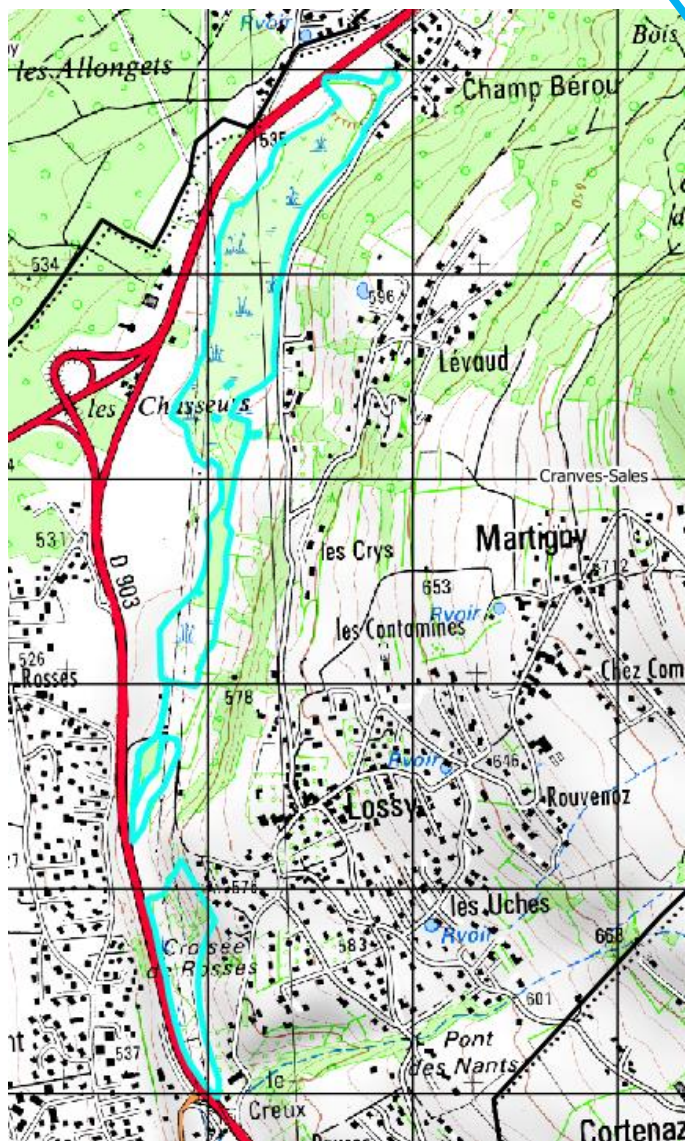 Rvoir
Bois
les Allongets
Champ Bérou
535
650
534
596
Lévaud
les Chasseurs
Cranves-Sales
531
Martigny
les Crys
712
D 903
653
Rvoir
les Contamines
526
Rosses
578
Chez Com
Rvoir
646
Lossy
Rouvenoz
576
les Uches
Rvoir
583
668
Croisée
de Rosses
601
Pont
des Nants
537
le
Creux
Cortenaz